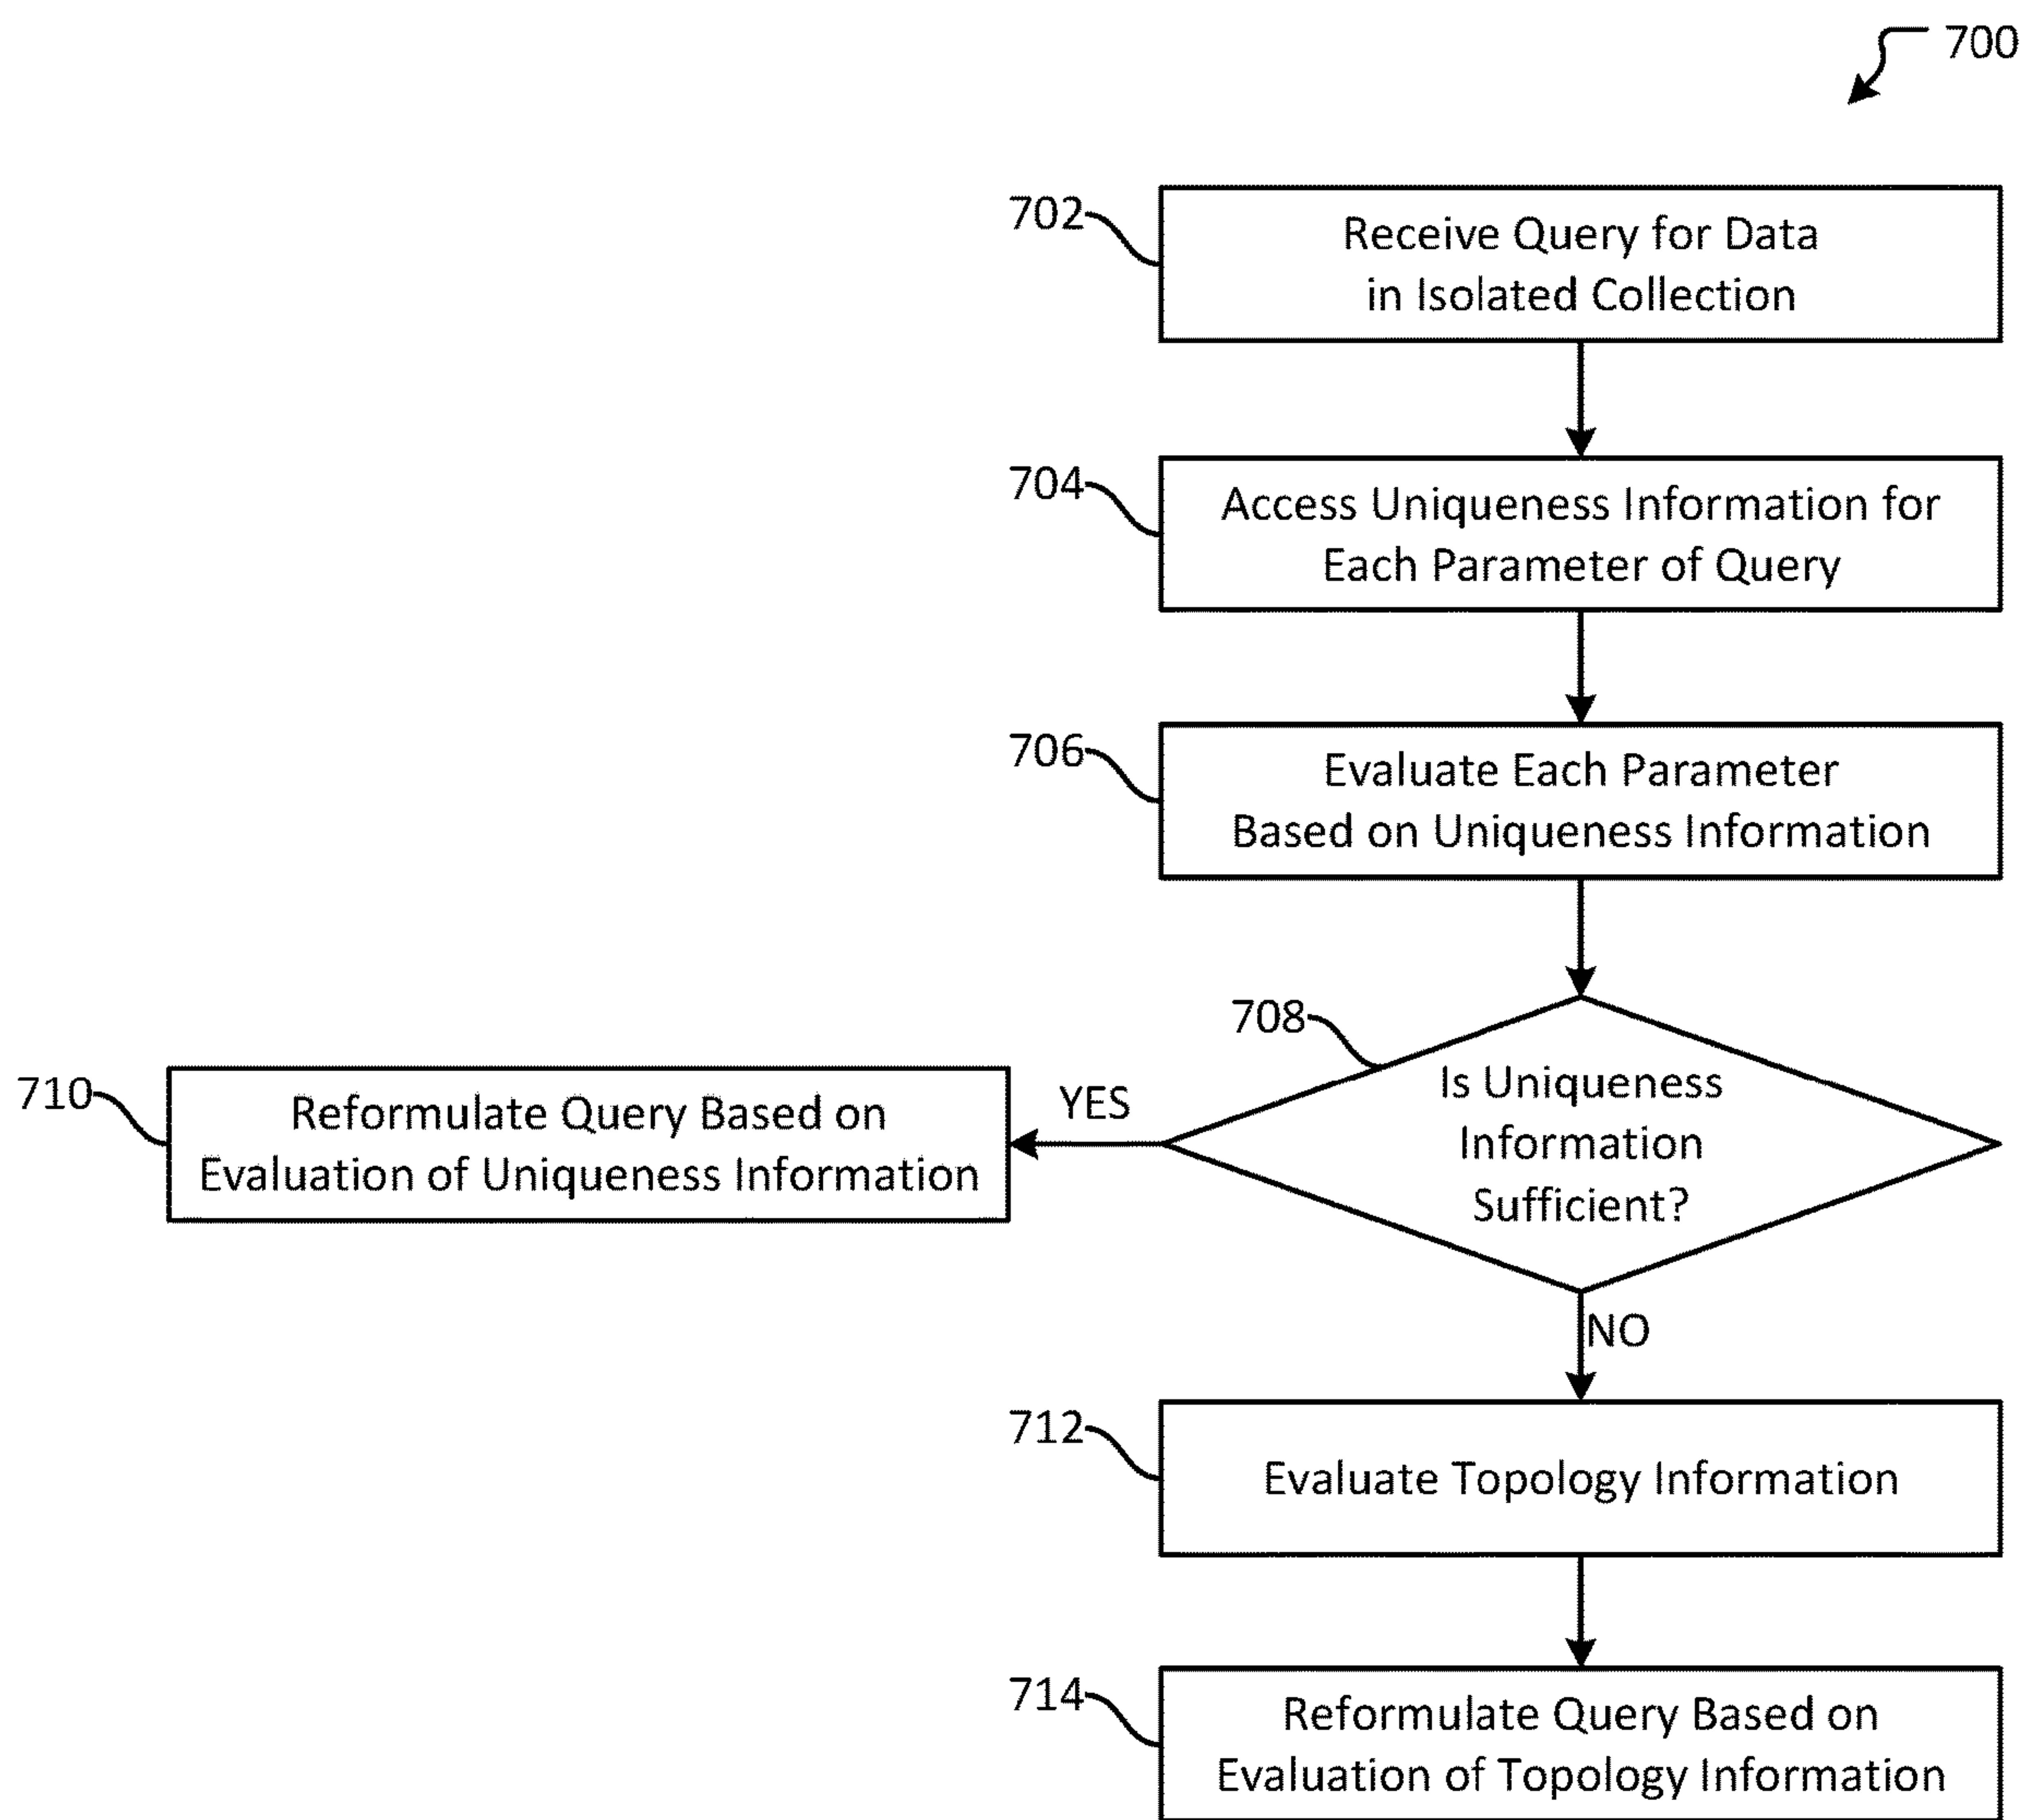 700
702
Receive Query for Data
in Isolated Collection
704
Access Uniqueness Information for
Each Parameter of Query
706
Evaluate Each Parameter
Based on Uniqueness Information
708
Is Uniqueness
Information
Sufficient?
YES
710
Reformulate Query Based on
Evaluation of Uniqueness Information
NO
712
Evaluate Topology Information
714
Reformulate Query Based on
Evaluation of Topology Information